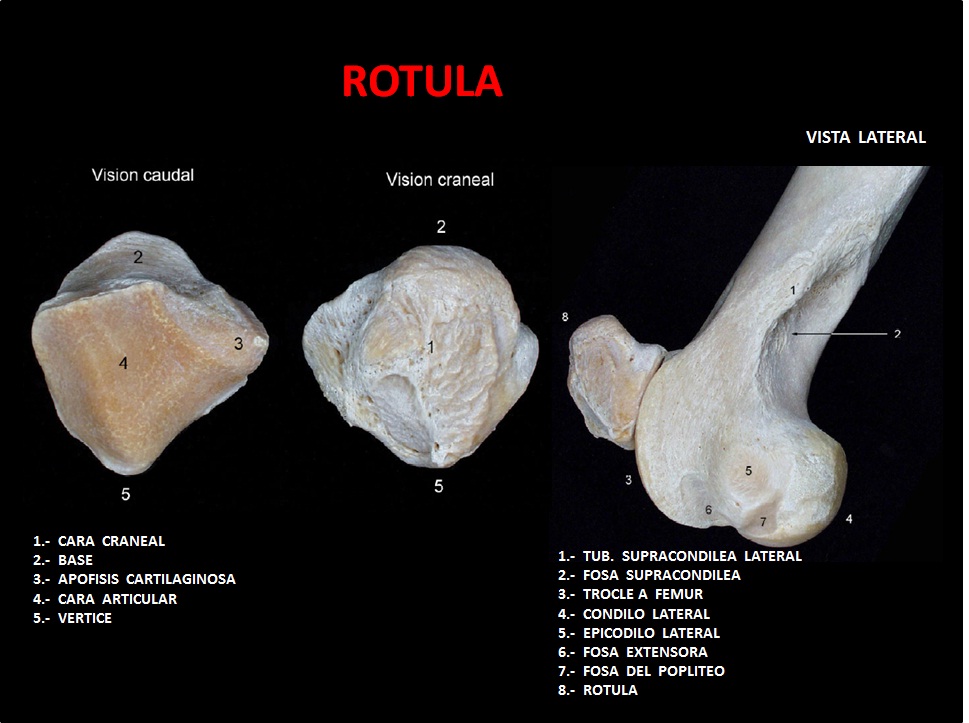 ROTULA
VISTA LATERAL
Vision caudal
Vision craneal
2
2
3
4
5
1
5
8
1
2
3
5
6
7
4
1.- CARA CRANEAL
2.- BASE
3.- APOFISIS CARTILAGINOSA
4.- CARA ARTICULAR
5.- VERTICE
1.- TUB. SUPRACONDILEA LATERAL
2.- FOSA SUPRACONDILEA
3.- TROCLE A FEMUR
4.- CONDILO LATERAL
5.- EPICODILO LATERAL
6.- FOSA EXTENSORA
7.- FOSA DEL POPLITEO
8.- ROTULA